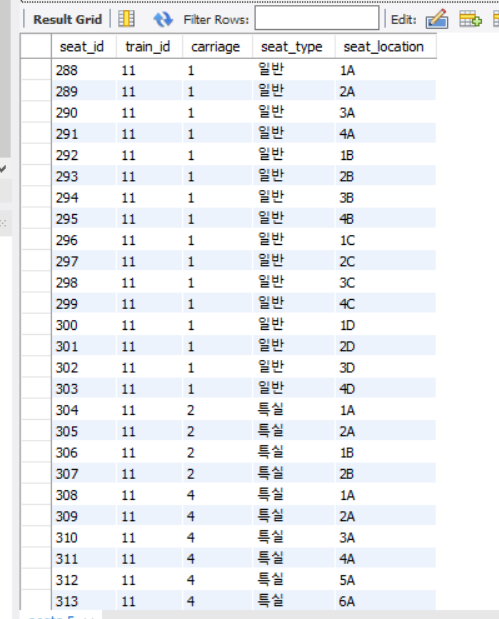 Result Grid Filter Rows: Edit:
seat_id train_id carriage seat_type seat_location
288 11 1 일반 1A
289 11 1 일반 2A
290 11 1 일반 3A
291 11 1 일반 4A
292 11 1 일반 1B
293 11 1 일반 2B
294 11 1 일반 3B
295 11 1 일반 4B
296 11 1 일반 1C
297 11 1 일반 2C
298 11 1 일반 3C
299 11 1 일반 4C
300 11 1 일반 1D
301 11 1 일반 2D
302 11 1 일반 3D
303 11 1 일반 4D
304 11 2 특실 1A
305 11 2 특실 2A
306 11 2 특실 1B
307 11 2 특실 2B
308 11 4 특실 1A
309 11 4 특실 2A
310 11 4 특실 3A
311 11 4 특실 4A
312 11 4 특실 5A
313 11 4 특실 6A